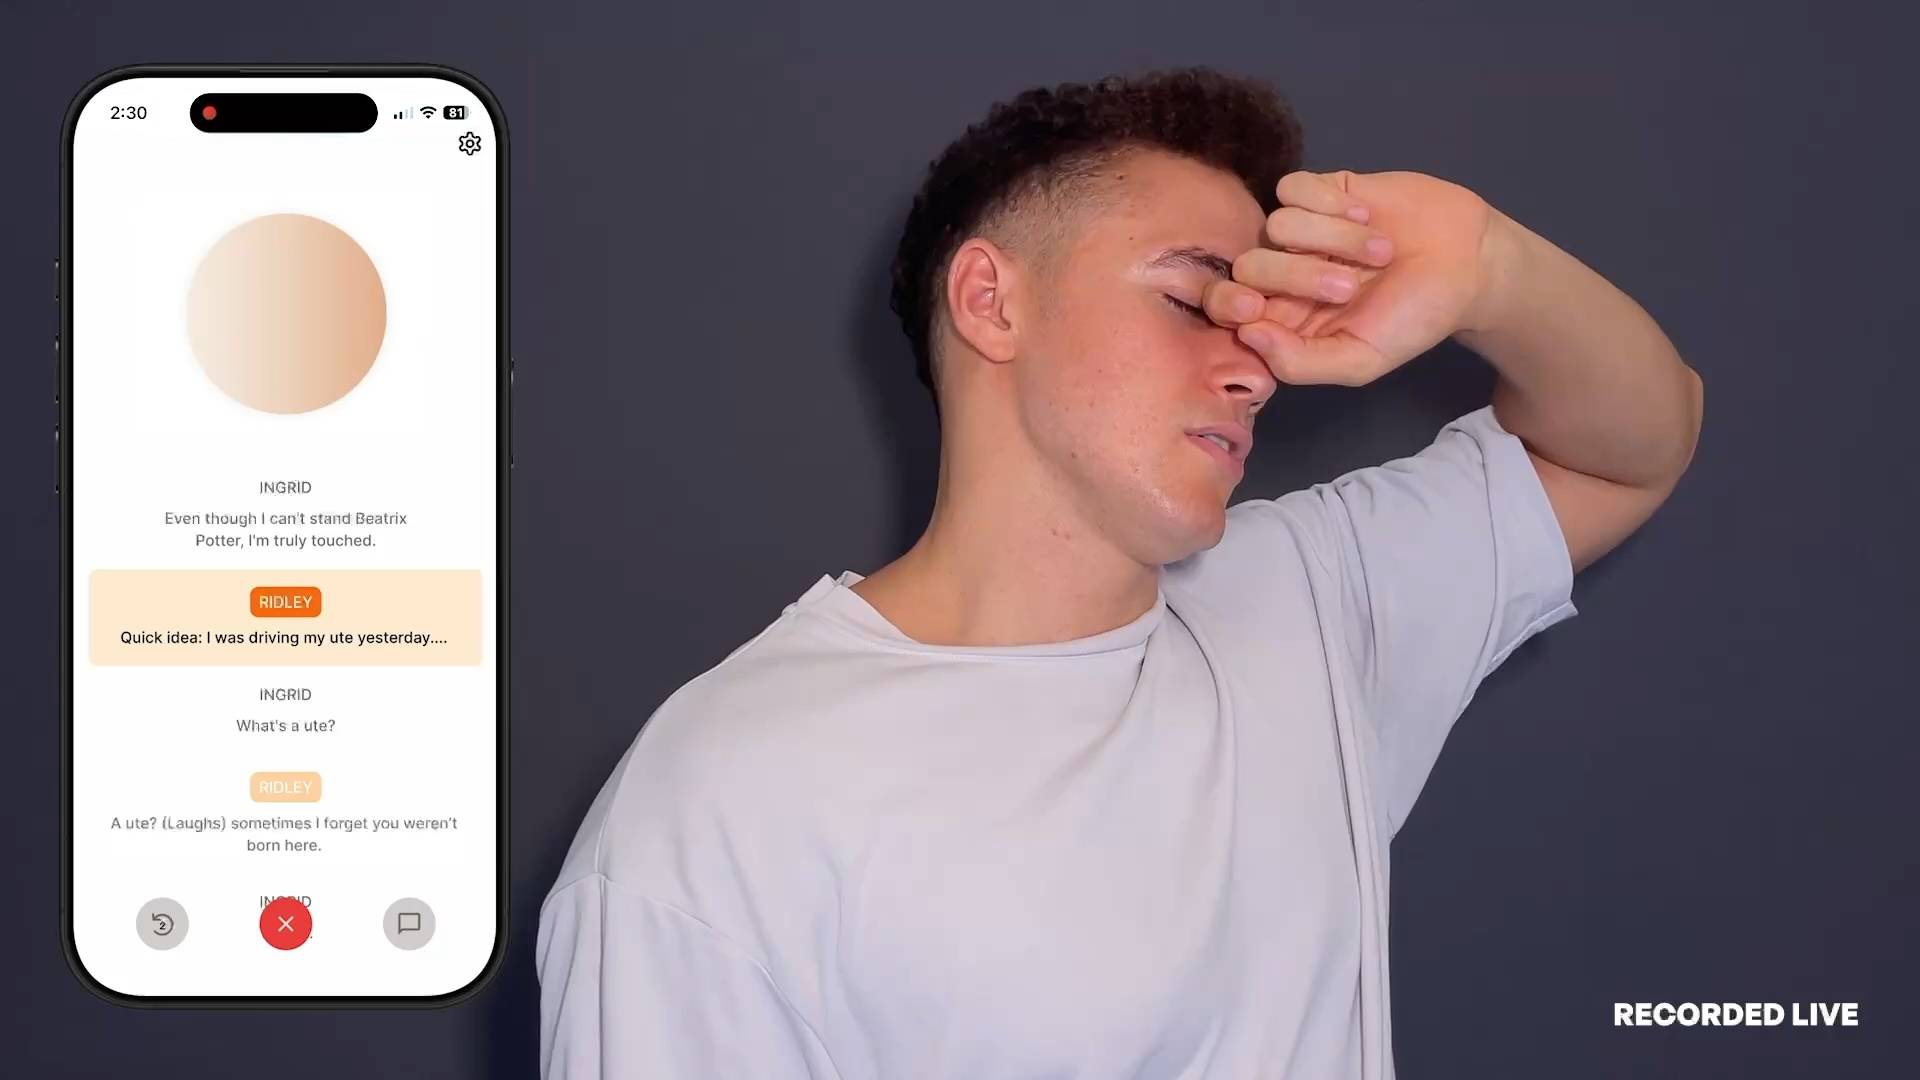 2:30
81
INGRID
Even though I can't stand Beatrix
Potter, I'm truly touched.
RIDLEY
Quick idea: I was driving my ute yesterday....
INGRID
What's a ute?
RIDLEY
A ute? (Laughs) sometimes I forget you weren't
born here.
INGRID
2
RECORDED LIVE